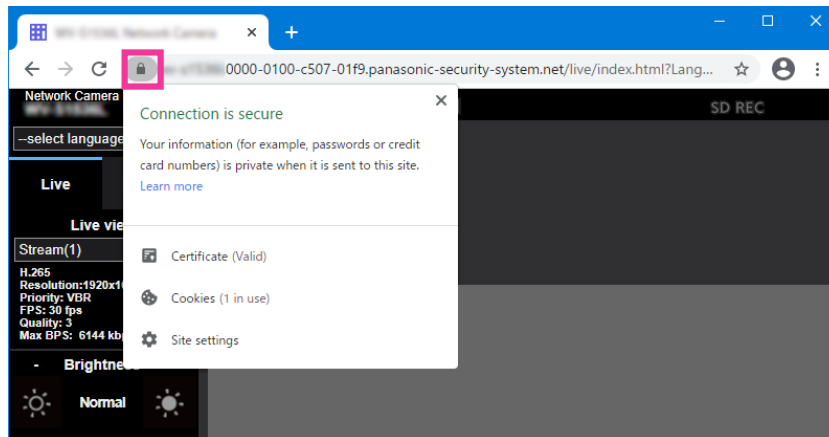 Network Camera
0000-0100-c507-01f9.panasonic-security-system.net/live/index.html?Lang...
Network Camera
SD REC
--select language
Connection is secure
Your information (for example, passwords or credit
card numbers) is private when it is sent to this site.
Learn more
Live
Live vie
Stream(1)
H.265
Resolution:1920x1
Priority: VBR
FPS: 30 fps
Quality: 3
Max BPS: 6144 kb
Certificate (Valid)
Cookies (1 in use)
Site settings
- Brightne
Normal